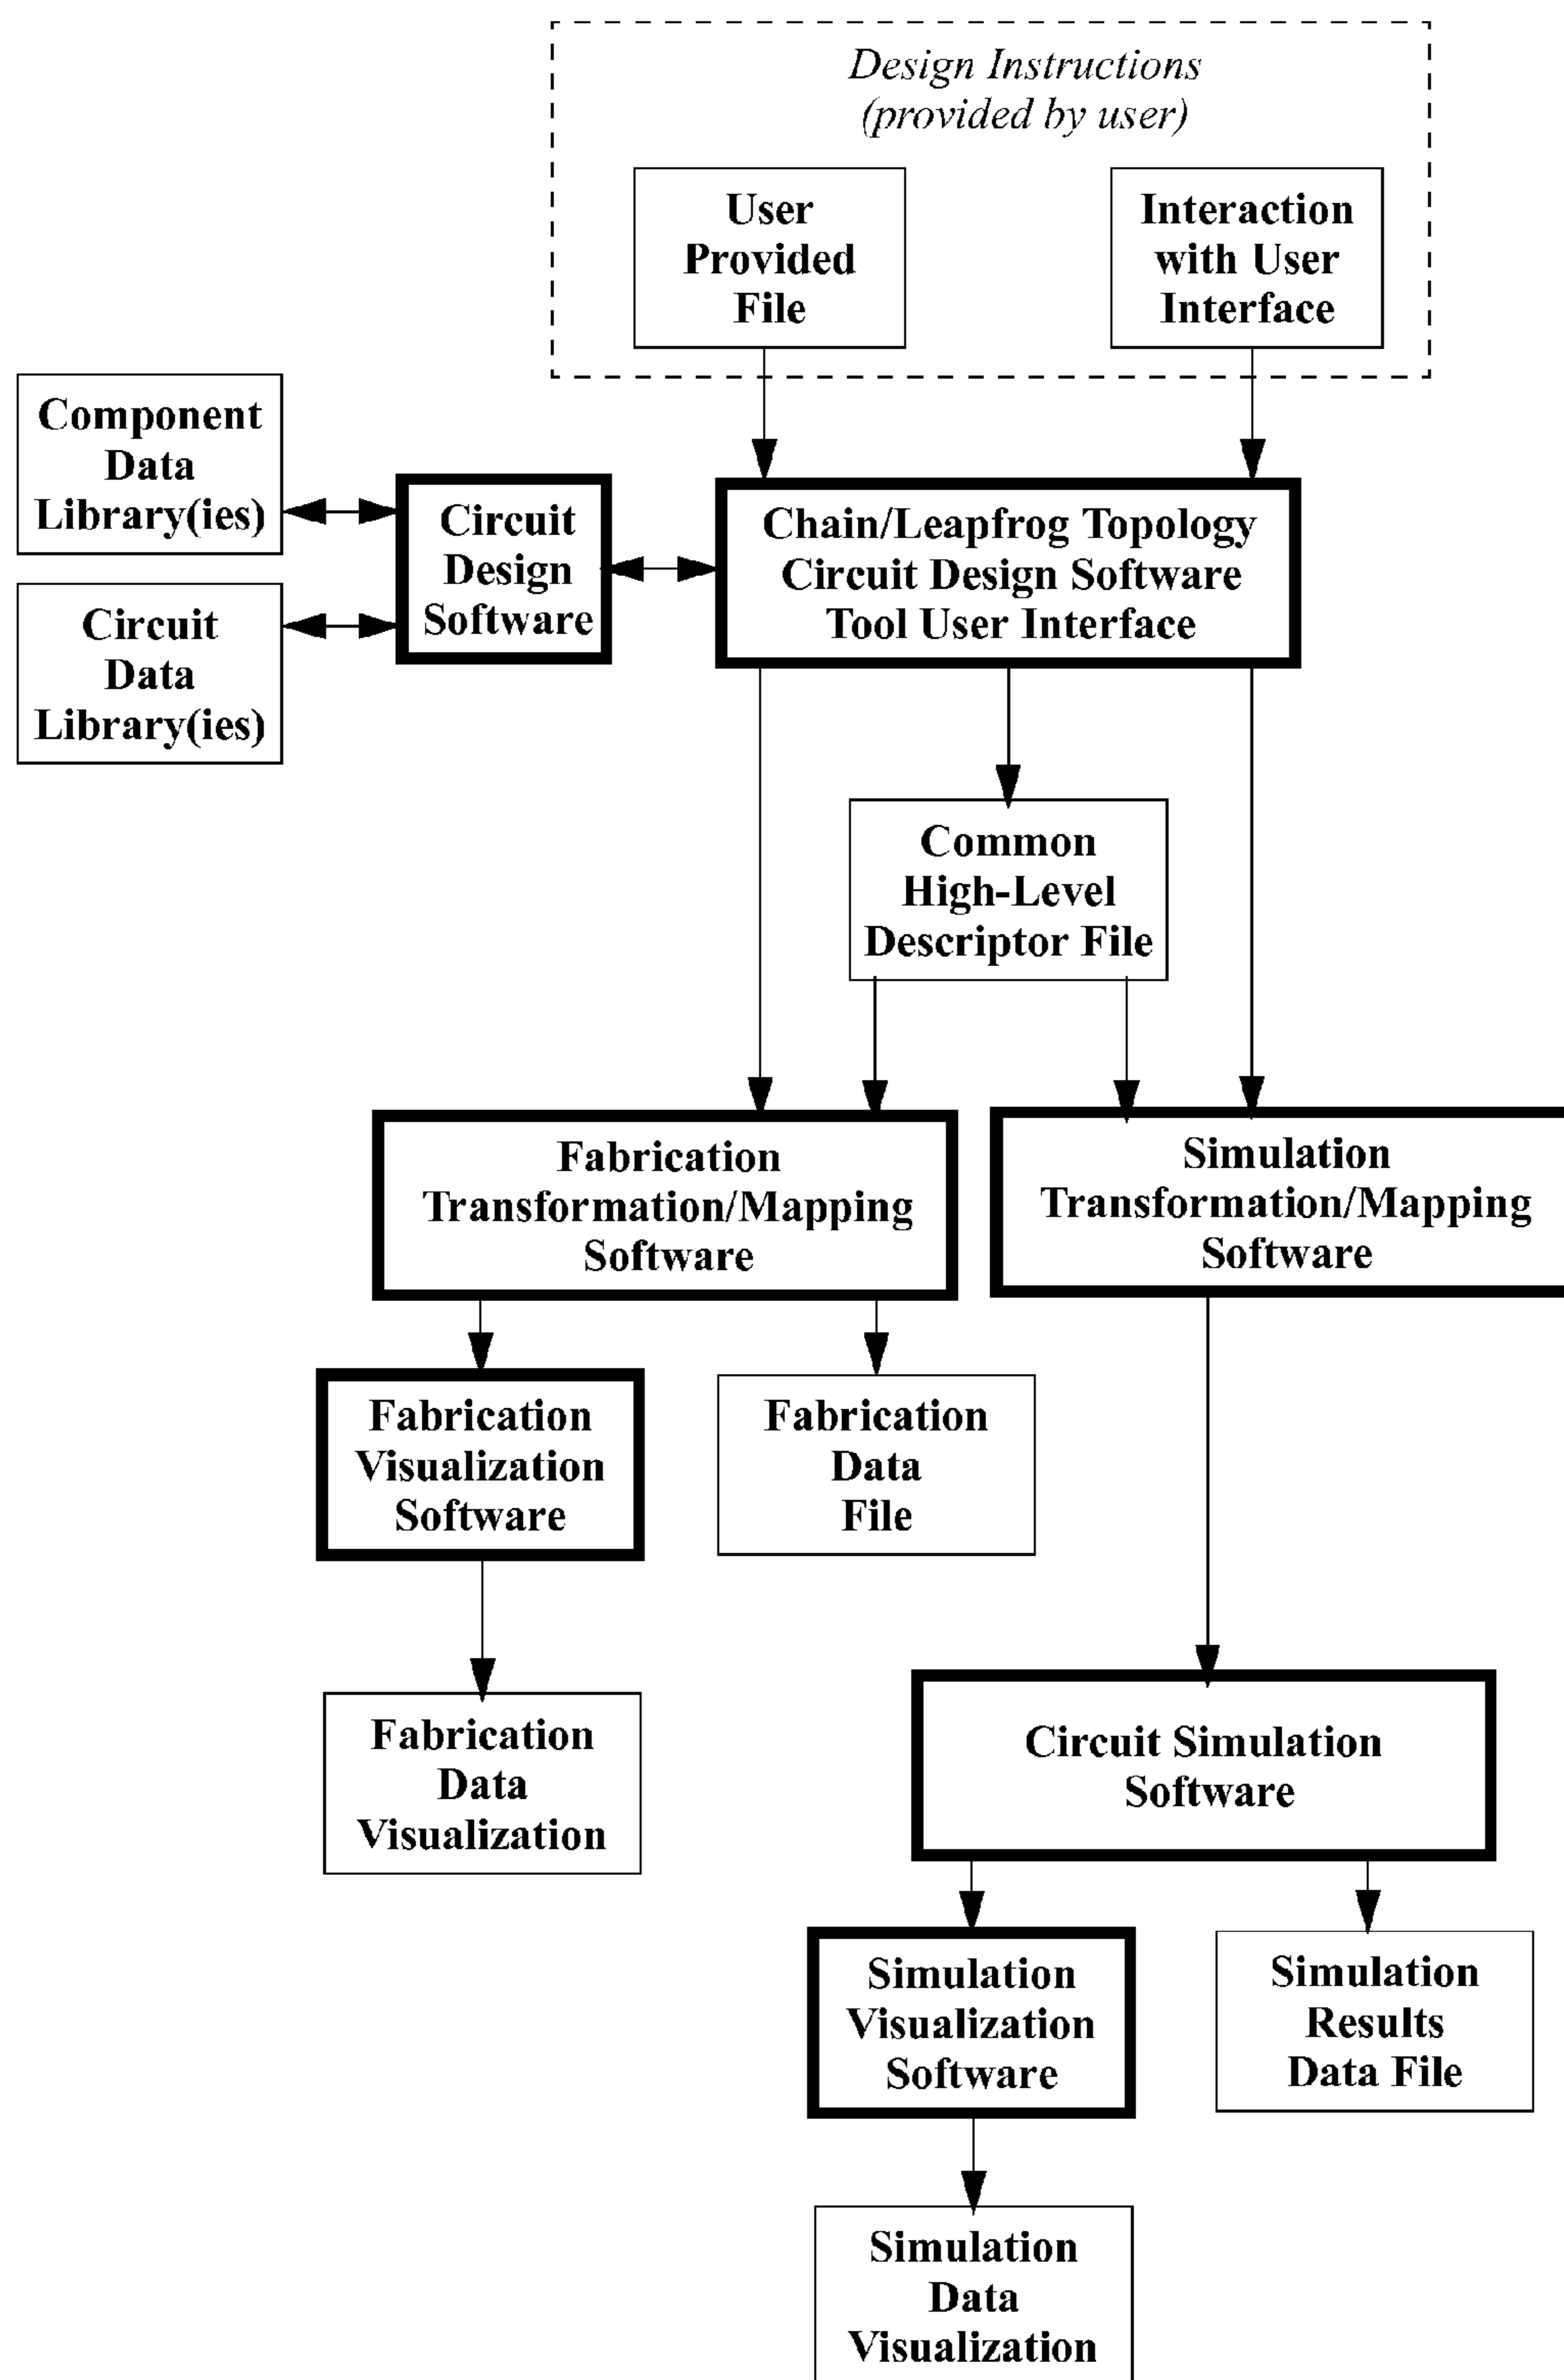 Design Instructions
(provided by user)
User
Provided
File
Interaction
with User
Interface
Component
Data
Library(ies)
Circuit
Data
Library(ies)
Circuit
Design
Software
Chain/Leapfrog Topology
Circuit Design Software
Tool User Interface
Common
High-Level
Descriptor File
Fabrication
Transformation/Mapping
Software
Simulation
Transformation/Mapping
Software
Fabrication
Visualization
Software
Fabrication
Data
File
Fabrication
Data
Visualization
Circuit Simulation
Software
Simulation
Visualization
Software
Simulation
Results
Data File
Simulation
Data
Visualization